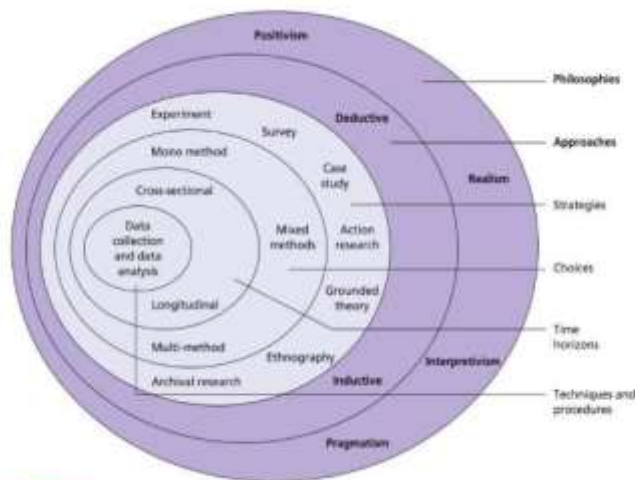 Positivism
Philosophies
Experiment
Deductive
Survey
Approaches
Mono method
Case
study
Realism
Cross-sectional
Strategies
Data
collection
and data
analysis
Mixed
methods
Action
research
Choices
Grounded
theory
Longitudinal
Time
horizons
Multi-method
Ethnography
Interpretivism
Archival research
Inductive
Techniques and
procedures
Pragmatism